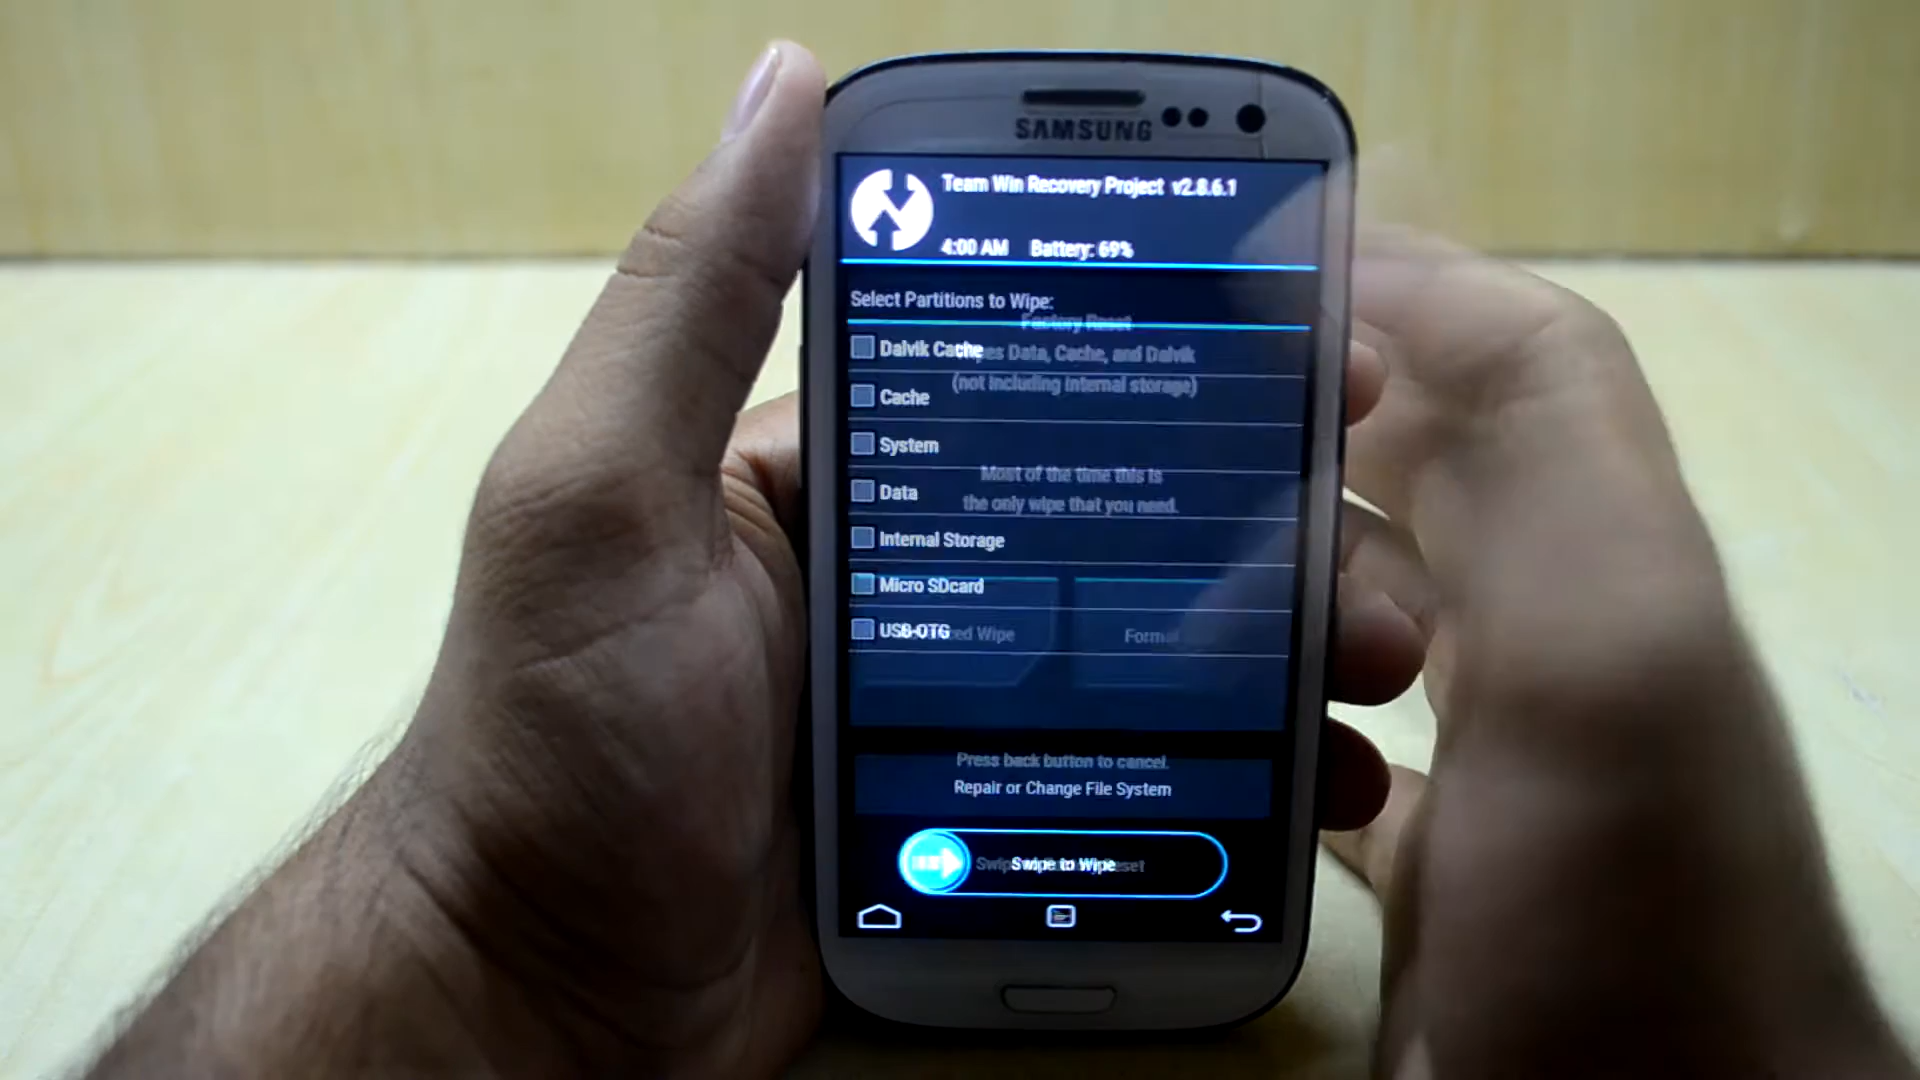 SAMSUNG
Team Win Recovery Project v2.8.6.1
4:00 AM Battery: 69%
Select Partitions to Wipe:
Factory Reset
Dalvik Cache
Data, Cache, and Dalvik
(not including internal storage)
Cache
System
Most of the time this is
Data
the only wipe that you need.
Internal Storage
Micro SDcard
USB-OTG
Wipe
Press back button to cancel.
Repair or Change File System
Swipe to Wipe